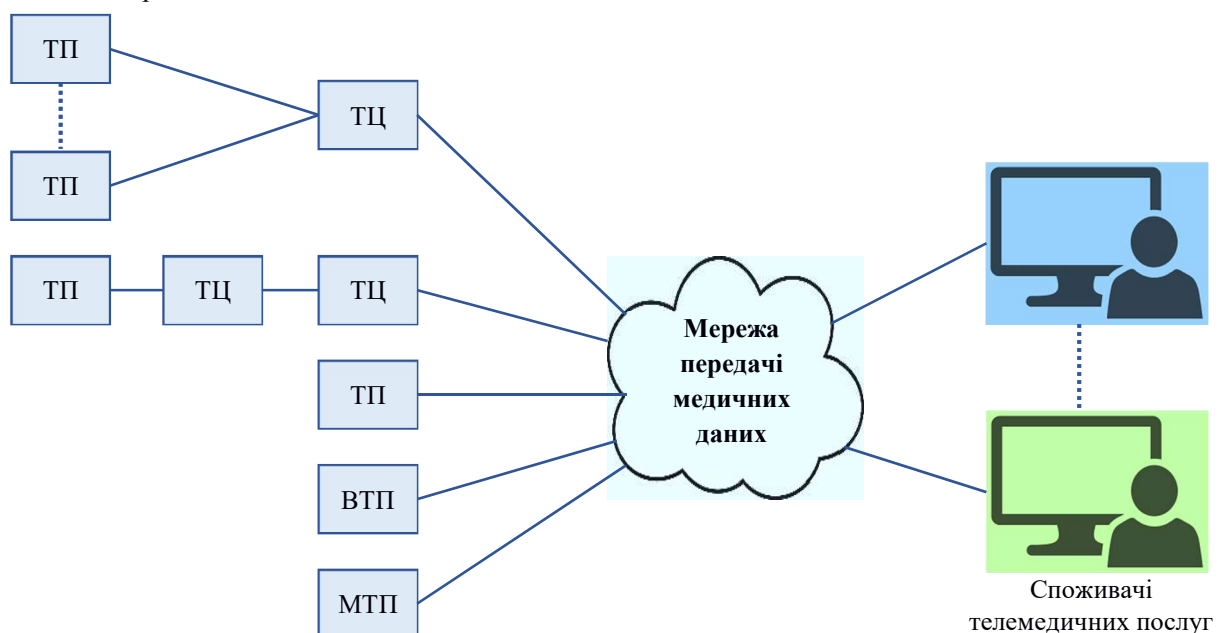 ТП
ТЦ
ТП
ТП
ТЦ
ТЦ
ТП
ВТП
МТП
Мережа
передачі
медичних
даних
Споживачі
телемедичних послуг